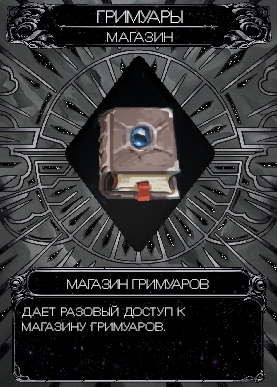 ГРИМУАРЫ
МАГАЗИН
МАГАЗИН ГРИМУАРОВ
ДАЕТ РАЗОВЫЙ ДОСТУП К
МАГАЗИНУ ГРИМУАРОВ.